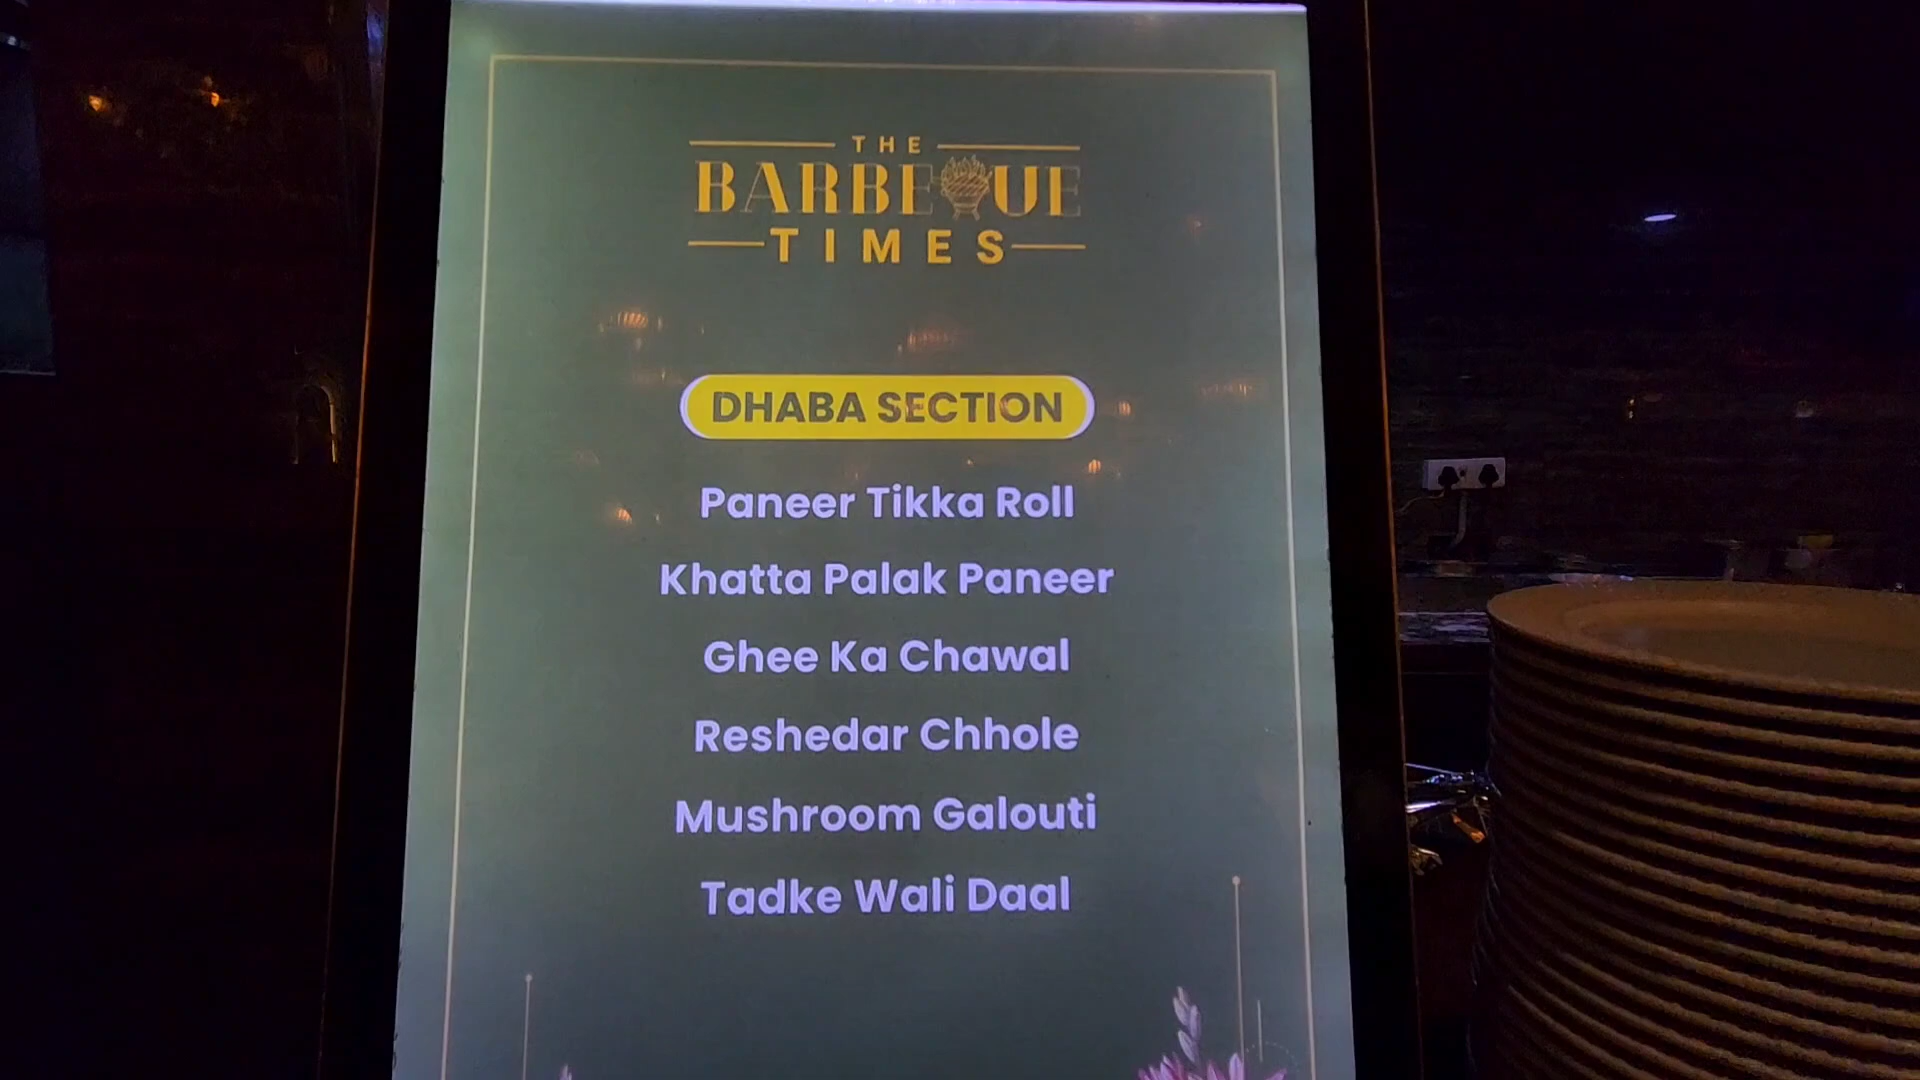 THE
BARBEQUE
TIMES
DHABA SECTION
Paneer Tikka Roll
Khatta Palak Paneer
Ghee Ka Chawal
Reshedar Chhole
Mushroom Galouti
Tadke Wali Daal